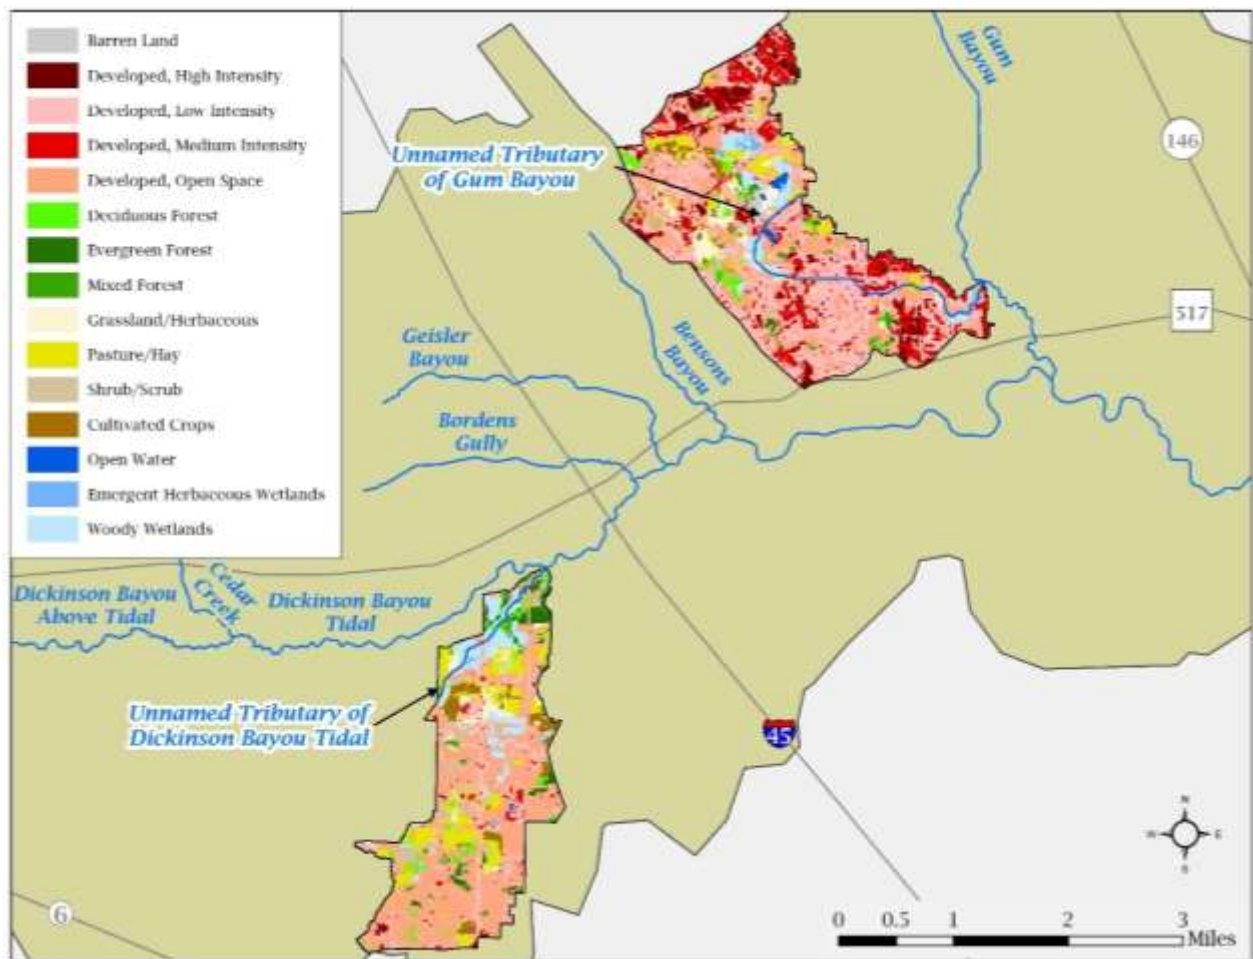 Barren Land
Developed, High Intensity
Developed, Low Intensity
Developed, Medium Intensity
Developed, Open Space
Deciduous Forest
Evergreen Forest
Mixed Forest
Grassland/Herbaceous
Pasture/Hay
Shrub/Scrub
Cultivated Crops
Open Water
Emergent Herbaceous Wetlands
Woody Wetlands
Gum
Bayou
146
Unnamed Tributary
of Gum Bayou
517
Geisler
Bayou
Bensons
Bayou
Bordens
Gully
Cedar
Creek
Dickinson Bayou
Above Tidal
Dickinson Bayou
Tidal
Unnamed Tributary of
Dickinson Bayou Tidal
45
N
W E
S
6
0 0.5 1 2 3
Miles